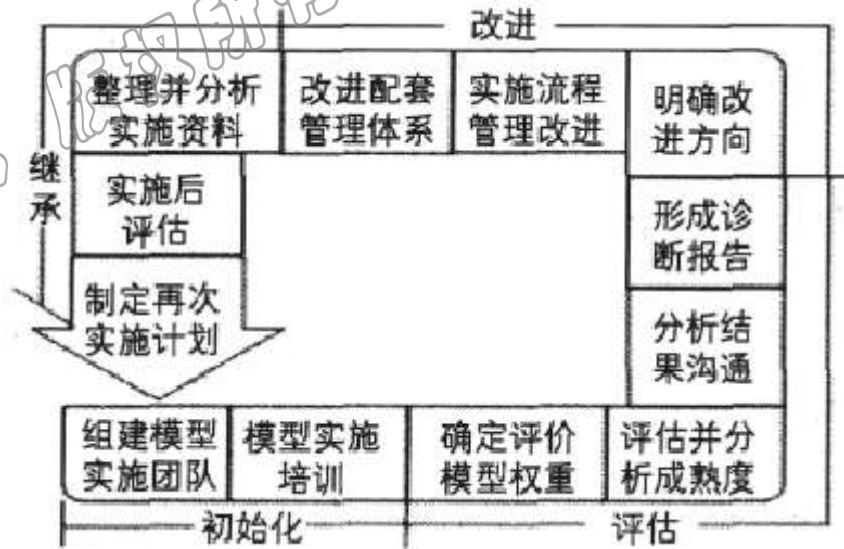 版权所有
改进
整理并分析
实施资料
改进配套
管理体系
实施流程
管理改进
明确改
进方向
继
承
实施后
评估
形成诊
断报告
制定再次
实施计划
分析结
果沟通
组建模型
实施团队
模型实施
培训
确定评价
模型权重
评估并分
析成熟度
初始化
评估